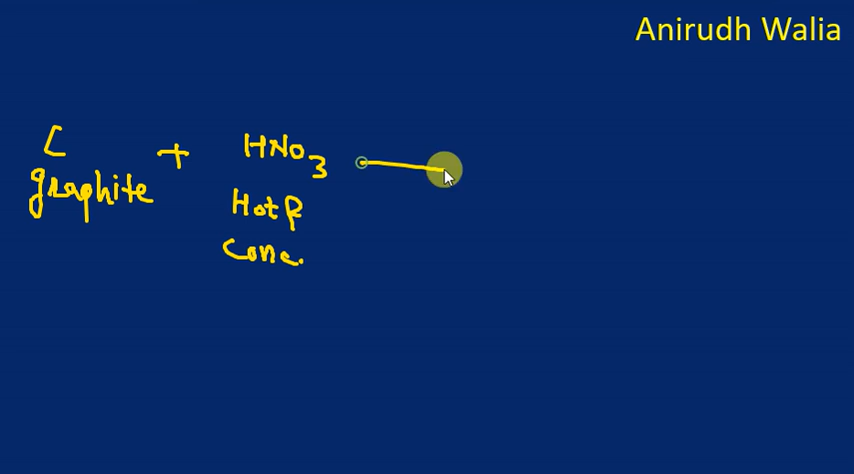 Anirudh Walia
C + HNO3
graphite
Hot &
Conc.